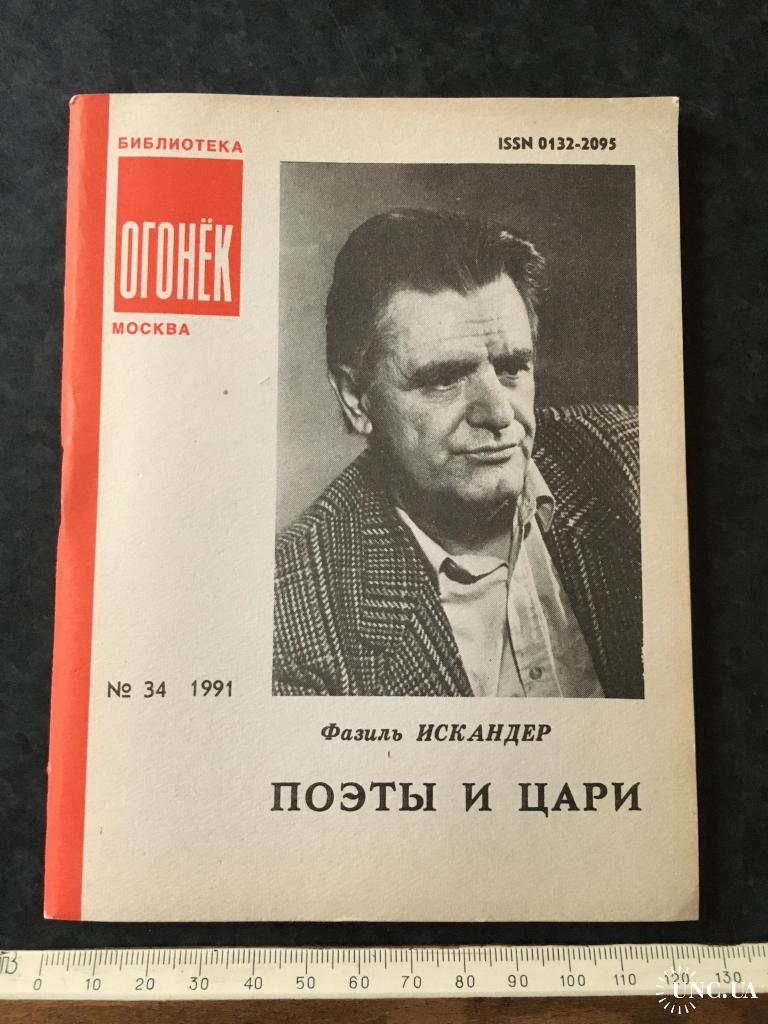 БИБЛИОТЕКА
ISSN 0132-2095
ОГОНЁК
МОСКВА
№ 34 1991
Фазиль ИСКАНДЕР
ПОЭТЫ И ЦАРИ
0 10 20 30 40 50 60 70 80 90 100 110 120 130
UNC.UA